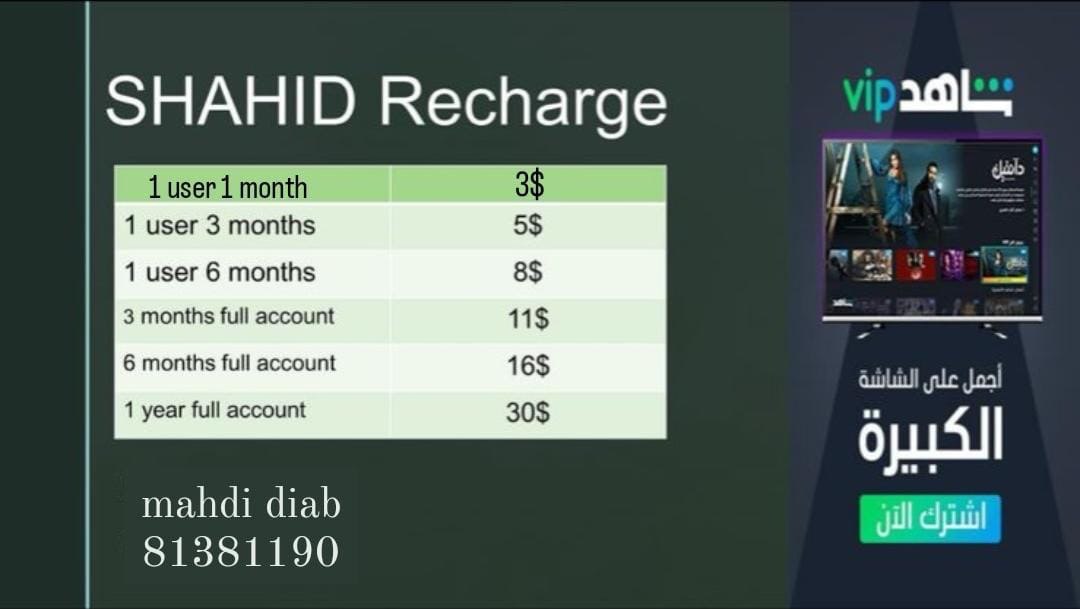 SHAHID Recharge
1 user 1 month 3$
1 user 3 months 5$
1 user 6 months 8$
3 months full account 11$
6 months full account 16$
1 year full account 30$
mahdi diab
81381190
شاهد vip
أجمل على الشاشة
الكبيرة
اشترك الآن